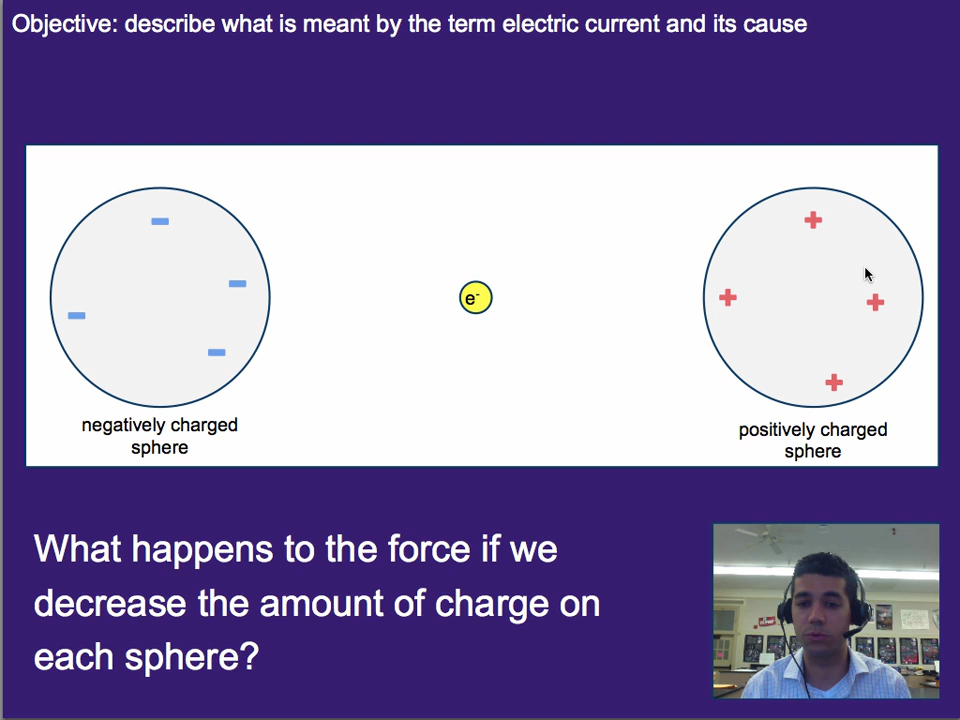 Objective: describe what is meant by the term electric current and its cause
e-
negatively charged
sphere
positively charged
sphere
What happens to the force if we
decrease the amount of charge on
each sphere?